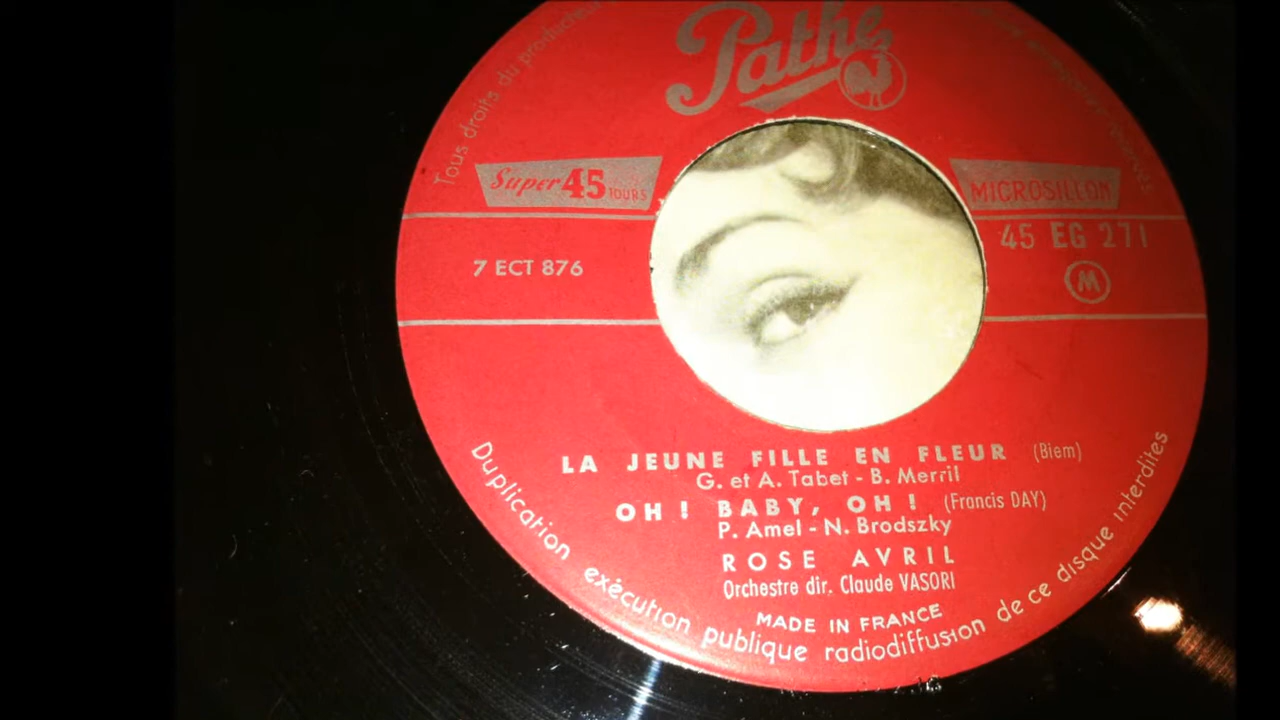 Pathé
Tous droits du producteur
Super 45 TOURS
MICROSILLON
45 EG 271
7 ECT 876
M
LA JEUNE FILLE EN FLEUR (Biem)
G. et A. Tabet - B. Merril
OH ! BABY, OH ! (Francis DAY)
P. Amel - N. Brodszky
ROSE AVRIL
Orchestre dir. Claude VASORI
MADE IN FRANCE
Duplication exécution publique radiodiffusion de ce disque interdites